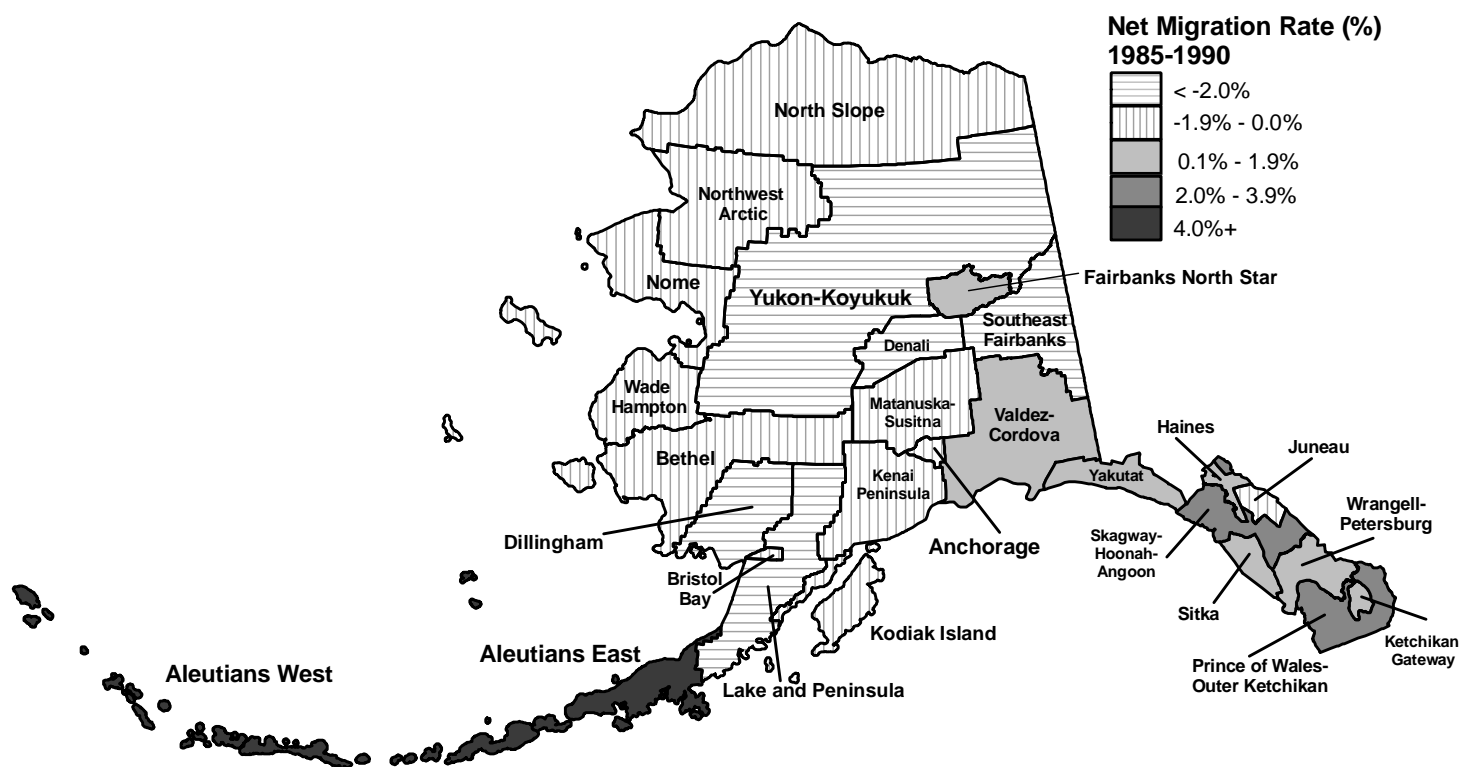 Net Migration Rate (%)
1985-1990
< -2.0%
-1.9% - 0.0%
0.1% - 1.9%
2.0% - 3.9%
4.0%+
North Slope
Northwest
Arctic
Nome
Yukon-Koyukuk
Fairbanks North Star
Southeast
Fairbanks
Denali
Wade
Hampton
Matanuska-
Susitna
Valdez-
Cordova
Bethel
Kenai
Peninsula
Haines
Juneau
Yakutat
Wrangell-
Petersburg
Dillingham
Anchorage
Skagway-
Hoonah-
Angoon
Bristol
Bay
Sitka
Kodiak Island
Ketchikan
Gateway
Aleutians East
Aleutians West
Prince of Wales-
Outer Ketchikan
Lake and Peninsula